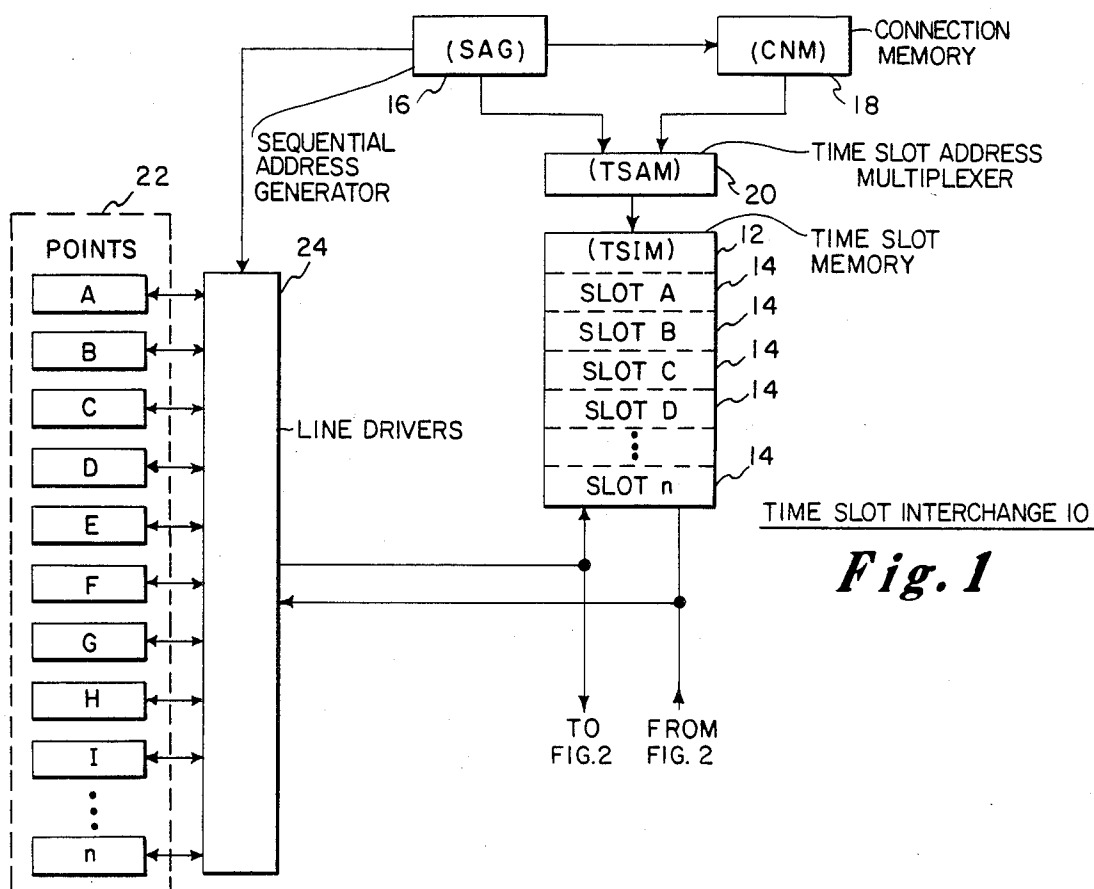 (SAG)
(CNM)
CONNECTION
MEMORY
16
18
SEQUENTIAL
ADDRESS
GENERATOR
(TSAM)
20
TIME SLOT ADDRESS
MULTIPLEXER
22
24
POINTS
(TSIM)
12
TIME SLOT
MEMORY
A
SLOT A
14
B
SLOT B
14
C
SLOT C
14
D
SLOT D
14
LINE DRIVERS
E
SLOT n
14
F
G
H
I
n
TIME SLOT INTERCHANGE 10
Fig. 1
TO
FIG.2
FROM
FIG. 2